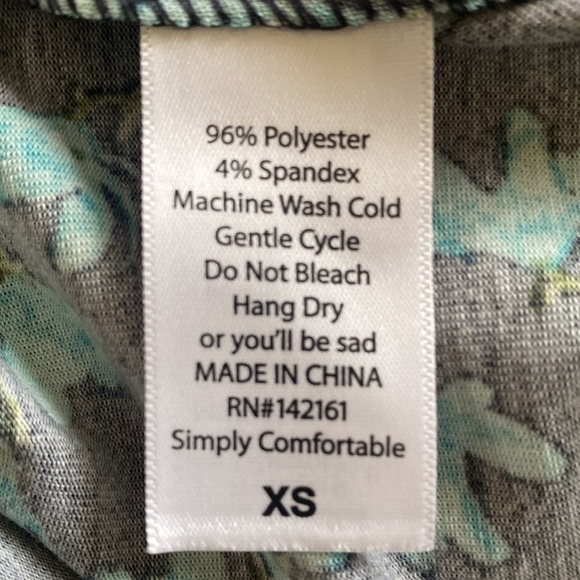 96% Polyester
4% Spandex
Machine Wash Cold
Gentle Cycle
Do Not Bleach
Hang Dry
or you'll be sad
MADE IN CHINA
RN#142161
Simply Comfortable
XS